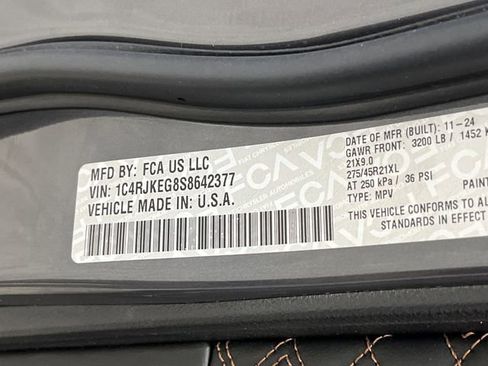 MFD BY: FCA US LLC
VIN: 1C4RJKEG8S8642377
VEHICLE MADE IN: U.S.A.
DATE OF MFR (BUILT): 11-24
GAWR FRONT: 3200 LB / 1452 K
21X9.0
275/45R21XL
AT 250 kPa / 36 PSI
TYPE: MPV PAINT
THIS VEHICLE CONFORMS TO AL
STANDARDS IN EFFECT
FCA